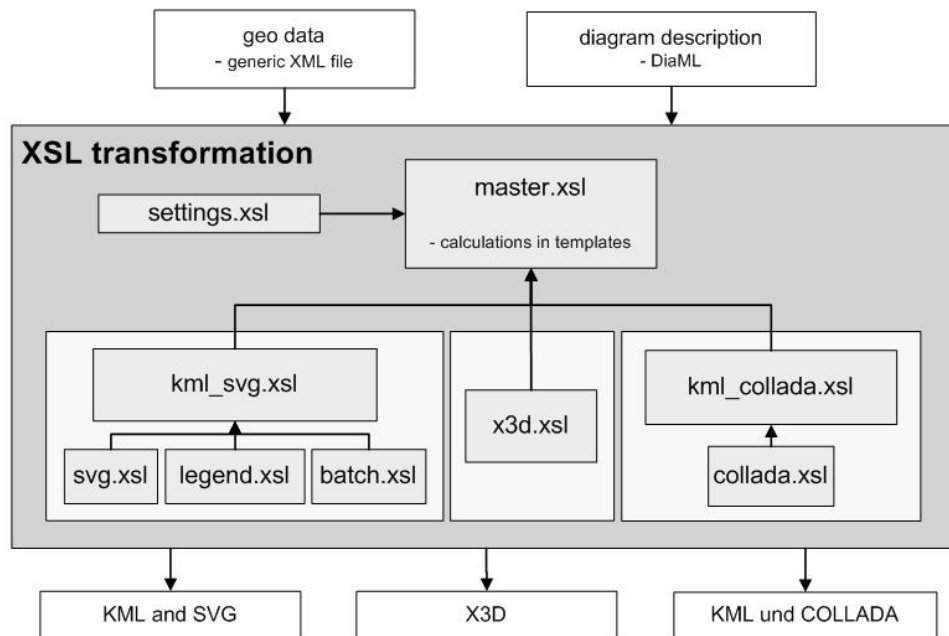 geo data
- generic XML file
diagram description
- DiaML
XSL transformation
master.xsl
- calculations in templates
settings.xsl
kml_svg.xsl
svg.xsl
legend.xsl
batch.xsl
x3d.xsl
kml_collada.xsl
collada.xsl
KML and SVG
X3D
KML und COLLADA